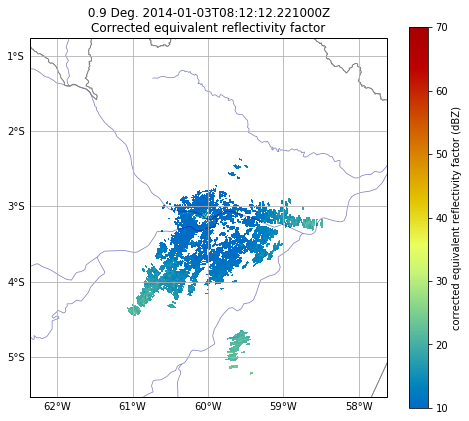 0.9 Deg. 2014-01-03T08:12:12.221000Z
Corrected equivalent reflectivity factor
1°S
2°S
3°S
4°S
5°S
62°W 61°W 60°W 59°W 58°W
70
60
50
40
30
20
10
corrected equivalent reflectivity factor (dBZ)